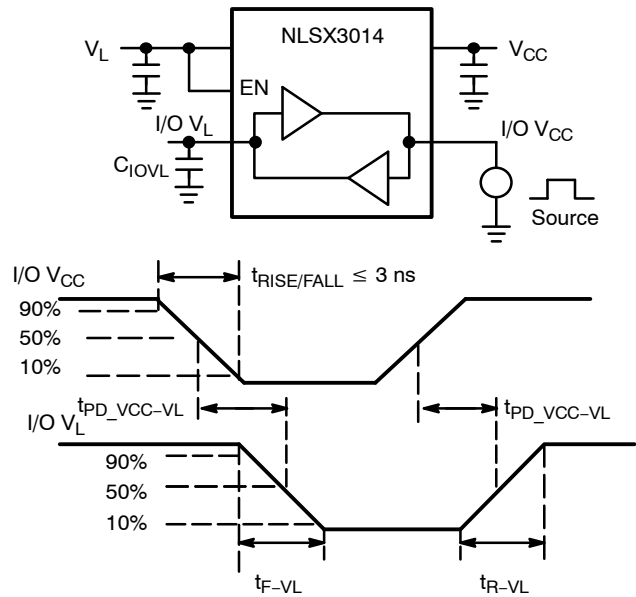 NLSX3014
V_L
V_CC
EN
I/O V_L
I/O V_CC
C_IOVL
Source
I/O V_CC
t_RISE/FALL ≤ 3 ns
90%
50%
10%
t_PD_VCC–VL
t_PD_VCC–VL
I/O V_L
90%
50%
10%
t_F–VL
t_R–VL